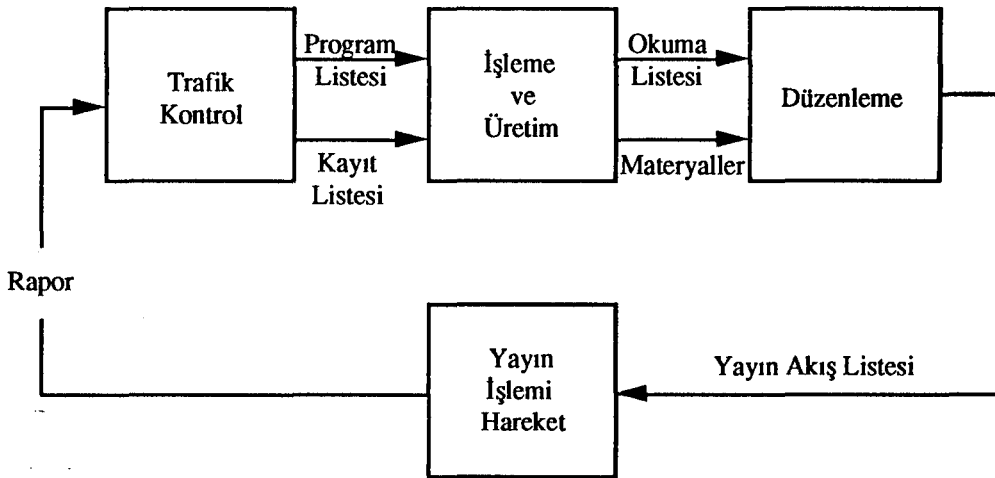 Trafik
Kontrol
Program
Listesi
Kayıt
Listesi
İşleme
ve
Üretim
Okuma
Listesi
Materyaller
Düzenleme
Rapor
Yayın
İşlemi
Hareket
Yayın Akış Listesi